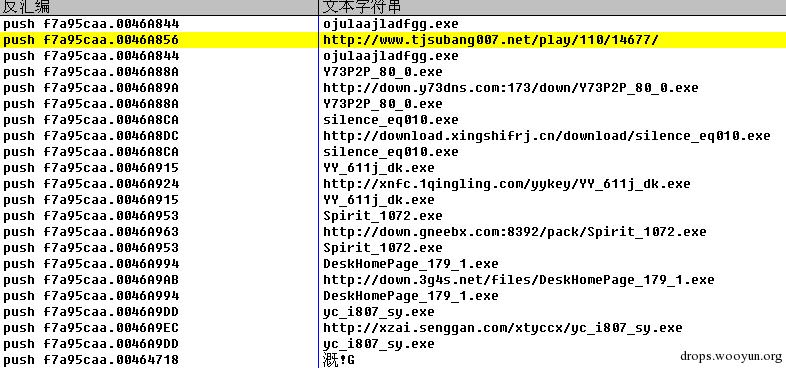 反汇编 文本字符串
push f7a95caa.0046A844 ojulaajladfgg.exe
push f7a95caa.0046A856 http://www.tjsubang007.net/play/110/14677/
push f7a95caa.0046A844 ojulaajladfgg.exe
push f7a95caa.0046A88A Y73P2P_80_0.exe
push f7a95caa.0046A89A http://down.y73dns.com:173/down/Y73P2P_80_0.exe
push f7a95caa.0046A88A Y73P2P_80_0.exe
push f7a95caa.0046A8CA silence_eq010.exe
push f7a95caa.0046A8DC http://download.xingshifrj.cn/download/silence_eq010.exe
push f7a95caa.0046A8CA silence_eq010.exe
push f7a95caa.0046A915 YY_611j_dk.exe
push f7a95caa.0046A924 http://xnfc.1qingling.com/yykey/YY_611j_dk.exe
push f7a95caa.0046A915 YY_611j_dk.exe
push f7a95caa.0046A953 Spirit_1072.exe
push f7a95caa.0046A963 http://down.gneebx.com:8392/pack/Spirit_1072.exe
push f7a95caa.0046A953 Spirit_1072.exe
push f7a95caa.0046A994 DeskHomePage_179_1.exe
push f7a95caa.0046A9AB http://down.3g4s.net/files/DeskHomePage_179_1.exe
push f7a95caa.0046A994 DeskHomePage_179_1.exe
push f7a95caa.0046A9DD yc_i807_sy.exe
push f7a95caa.0046A9EC http://xzai.senggan.com/xtyccx/yc_i807_sy.exe
push f7a95caa.0046A9DD yc_i807_sy.exe
push f7a95caa.00464718 溉!G
drops.wooyun.org